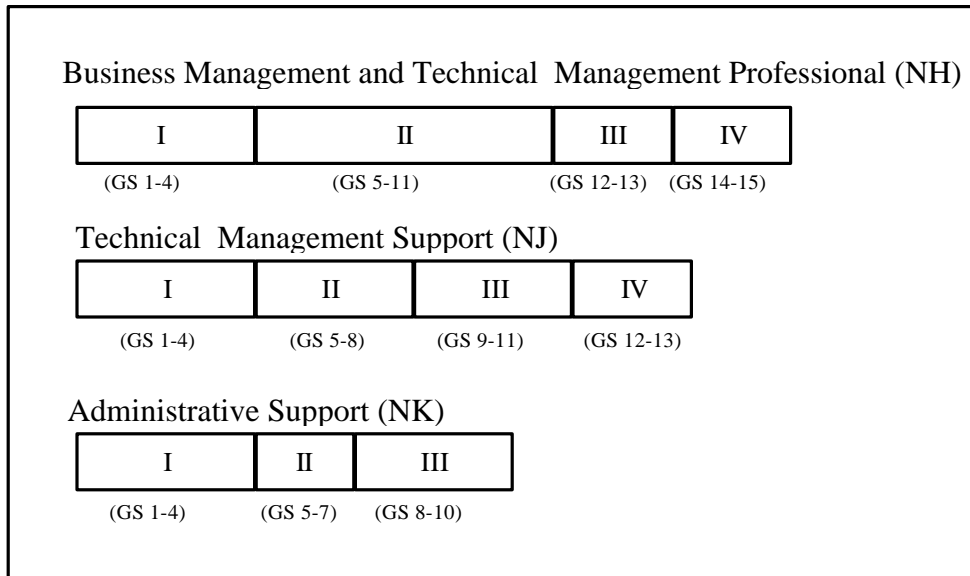 Business Management and Technical Management Professional (NH)
I II III IV
(GS 1-4) (GS 5-11) (GS 12-13) (GS 14-15)
Technical Management Support (NJ)
I II III IV
(GS 1-4) (GS 5-8) (GS 9-11) (GS 12-13)
Administrative Support (NK)
I II III
(GS 1-4) (GS 5-7) (GS 8-10)